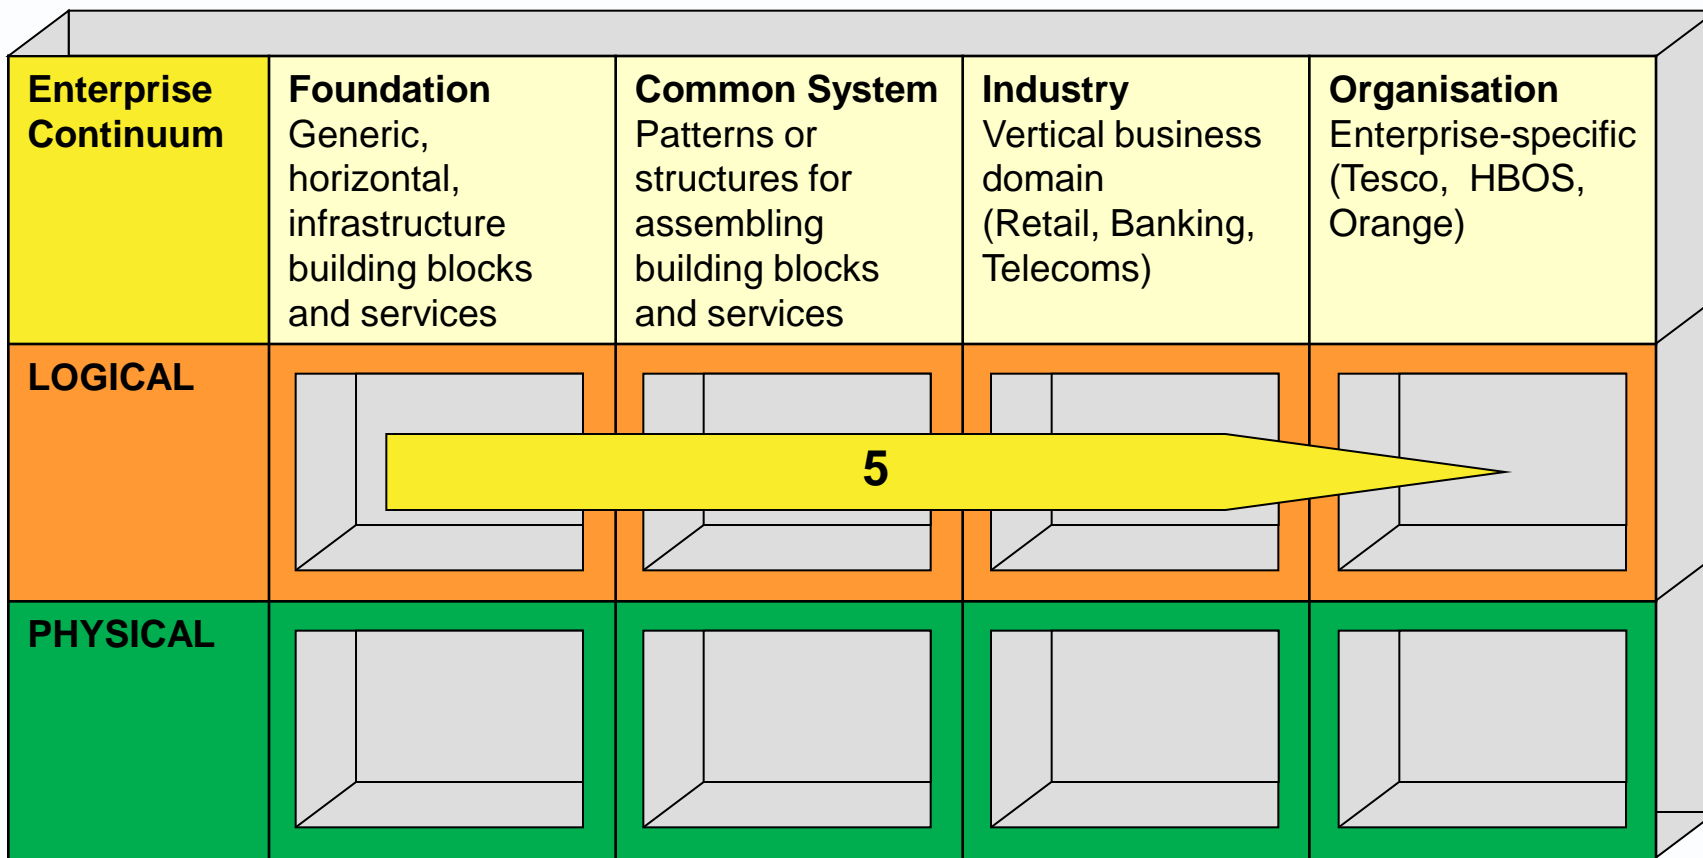 Enterprise
Continuum
Foundation
Generic,
horizontal,
infrastructure
building blocks
and services
Common System
Patterns or
structures for
assembling
building blocks
and services
Industry
Vertical business
domain
(Retail, Banking,
Telecoms)
Organisation
Enterprise-specific
(Tesco, HBOS,
Orange)
LOGICAL
5
PHYSICAL